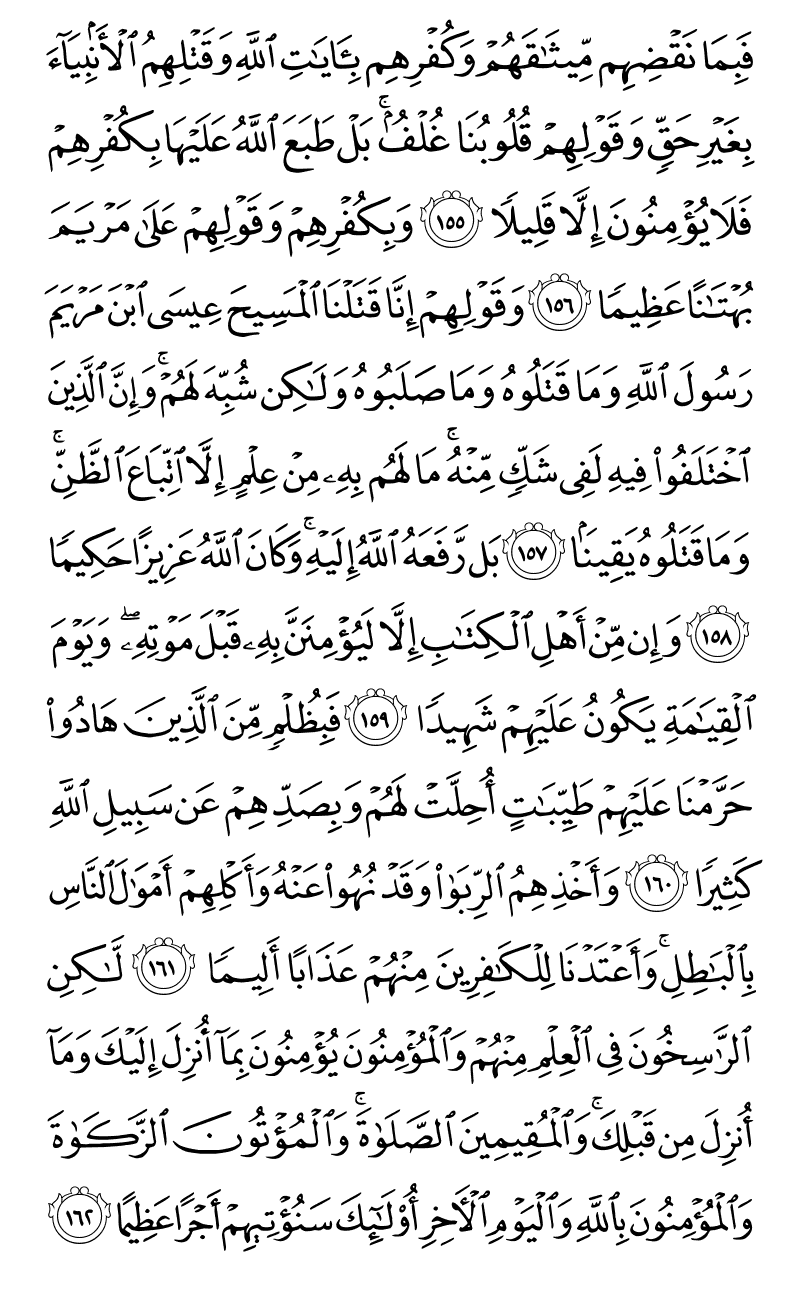 فَبِمَا نَقْضِهِم مِّيثَٰقَهُمْ وَكُفْرِهِم بِـَٔايَٰتِ ٱللَّهِ وَقَتْلِهِمُ ٱلْأَنۢبِيَآءَ
بِغَيْرِ حَقٍّ وَقَوْلِهِمْ قُلُوبُنَا غُلْفٌۢ ۚ بَلْ طَبَعَ ٱللَّهُ عَلَيْهَا بِكُفْرِهِمْ
فَلَا يُؤْمِنُونَ إِلَّا قَلِيلًا ١٥٥ وَبِكُفْرِهِمْ وَقَوْلِهِمْ عَلَىٰ مَرْيَمَ
بُهْتَٰنًا عَظِيمًا ١٥٦ وَقَوْلِهِمْ إِنَّا قَتَلْنَا ٱلْمَسِيحَ عِيسَى ٱبْنَ مَرْيَمَ
رَسُولَ ٱللَّهِ وَمَا قَتَلُوهُ وَمَا صَلَبُوهُ وَلَٰكِن شُبِّهَ لَهُمْ ۚ وَإِنَّ ٱلَّذِينَ
ٱخْتَلَفُوا۟ فِيهِ لَفِى شَكٍّ مِّنْهُ ۚ مَا لَهُم بِهِۦ مِنْ عِلْمٍ إِلَّا ٱتِّبَاعَ ٱلظَّنِّ ۚ
وَمَا قَتَلُوهُ يَقِينًۢا ١٥٧ بَل رَّفَعَهُ ٱللَّهُ إِلَيْهِ ۚ وَكَانَ ٱللَّهُ عَزِيزًا حَكِيمًا
١٥٨ وَإِن مِّنْ أَهْلِ ٱلْكِتَٰبِ إِلَّا لَيُؤْمِنَنَّ بِهِۦ قَبْلَ مَوْتِهِۦ ۖ وَيَوْمَ
ٱلْقِيَٰمَةِ يَكُونُ عَلَيْهِمْ شَهِيدًا ١٥٩ فَبِظُلْمٍ مِّنَ ٱلَّذِينَ هَادُوا۟
حَرَّمْنَا عَلَيْهِمْ طَيِّبَٰتٍ أُحِلَّتْ لَهُمْ وَبِصَدِّهِمْ عَن سَبِيلِ ٱللَّهِ
كَثِيرًا ١٦٠ وَأَخْذِهِمُ ٱلرِّبَوٰا۟ وَقَدْ نُهُوا۟ عَنْهُ وَأَكْلِهِمْ أَمْوَٰلَ ٱلنَّاسِ
بِٱلْبَٰطِلِ ۚ وَأَعْتَدْنَا لِلْكَٰفِرِينَ مِنْهُمْ عَذَابًا أَلِيمًا ١٦١ لَّٰكِنِ
ٱلرَّٰسِخُونَ فِى ٱلْعِلْمِ مِنْهُمْ وَٱلْمُؤْمِنُونَ يُؤْمِنُونَ بِمَآ أُنزِلَ إِلَيْكَ وَمَآ
أُنزِلَ مِن قَبْلِكَ ۚ وَٱلْمُقِيمِينَ ٱلصَّلَوٰةَ ۚ وَٱلْمُؤْتُونَ ٱلزَّكَوٰةَ
وَٱلْمُؤْمِنُونَ بِٱللَّهِ وَٱلْيَوْمِ ٱلْءَاخِرِ أُو۟لَٰٓئِكَ سَنُؤْتِيهِمْ أَجْرًا عَظِيمًا ١٦٢